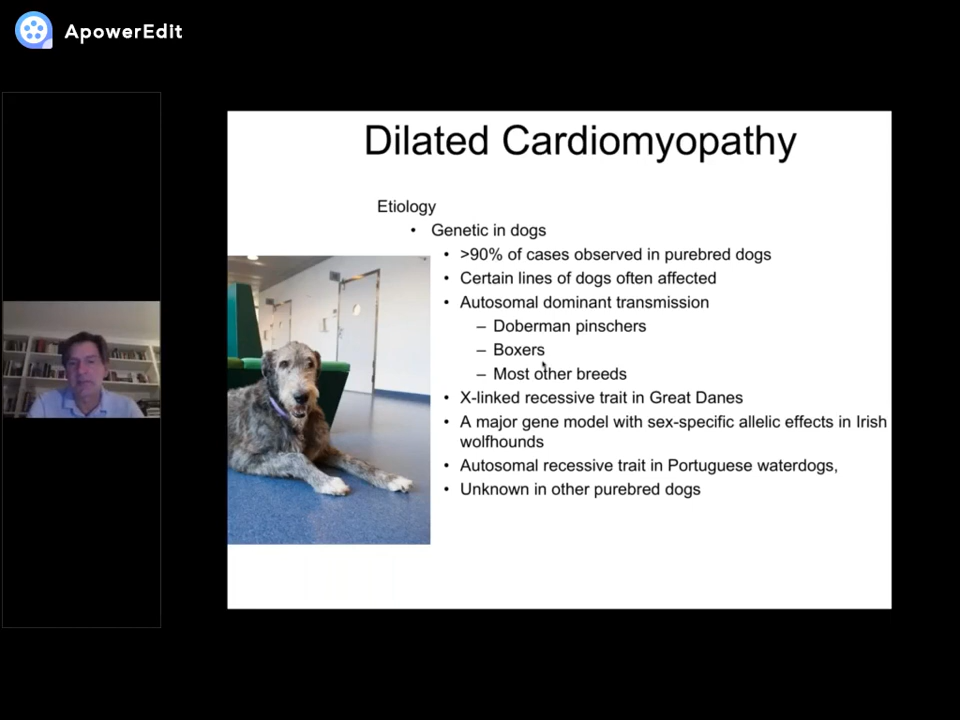 ApowerEdit
Dilated Cardiomyopathy
Etiology
• Genetic in dogs
• >90% of cases observed in purebred dogs
• Certain lines of dogs often affected
• Autosomal dominant transmission
– Doberman pinschers
– Boxers
– Most other breeds
• X-linked recessive trait in Great Danes
• A major gene model with sex-specific allelic effects in Irish
wolfhounds
• Autosomal recessive trait in Portuguese waterdogs,
• Unknown in other purebred dogs